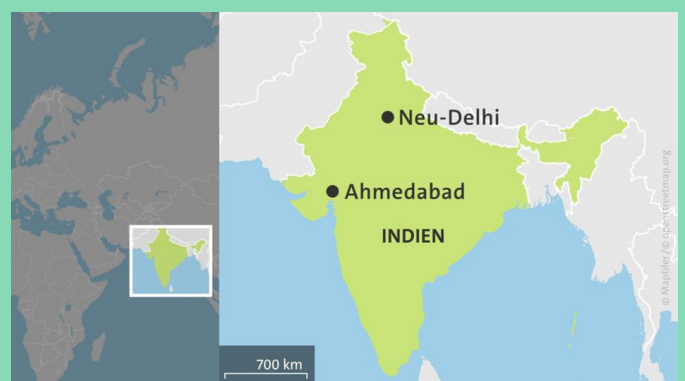 Neu-Delhi
Ahmedabad
INDIEN
700 km
© Maptiler / © openstreetmap.org